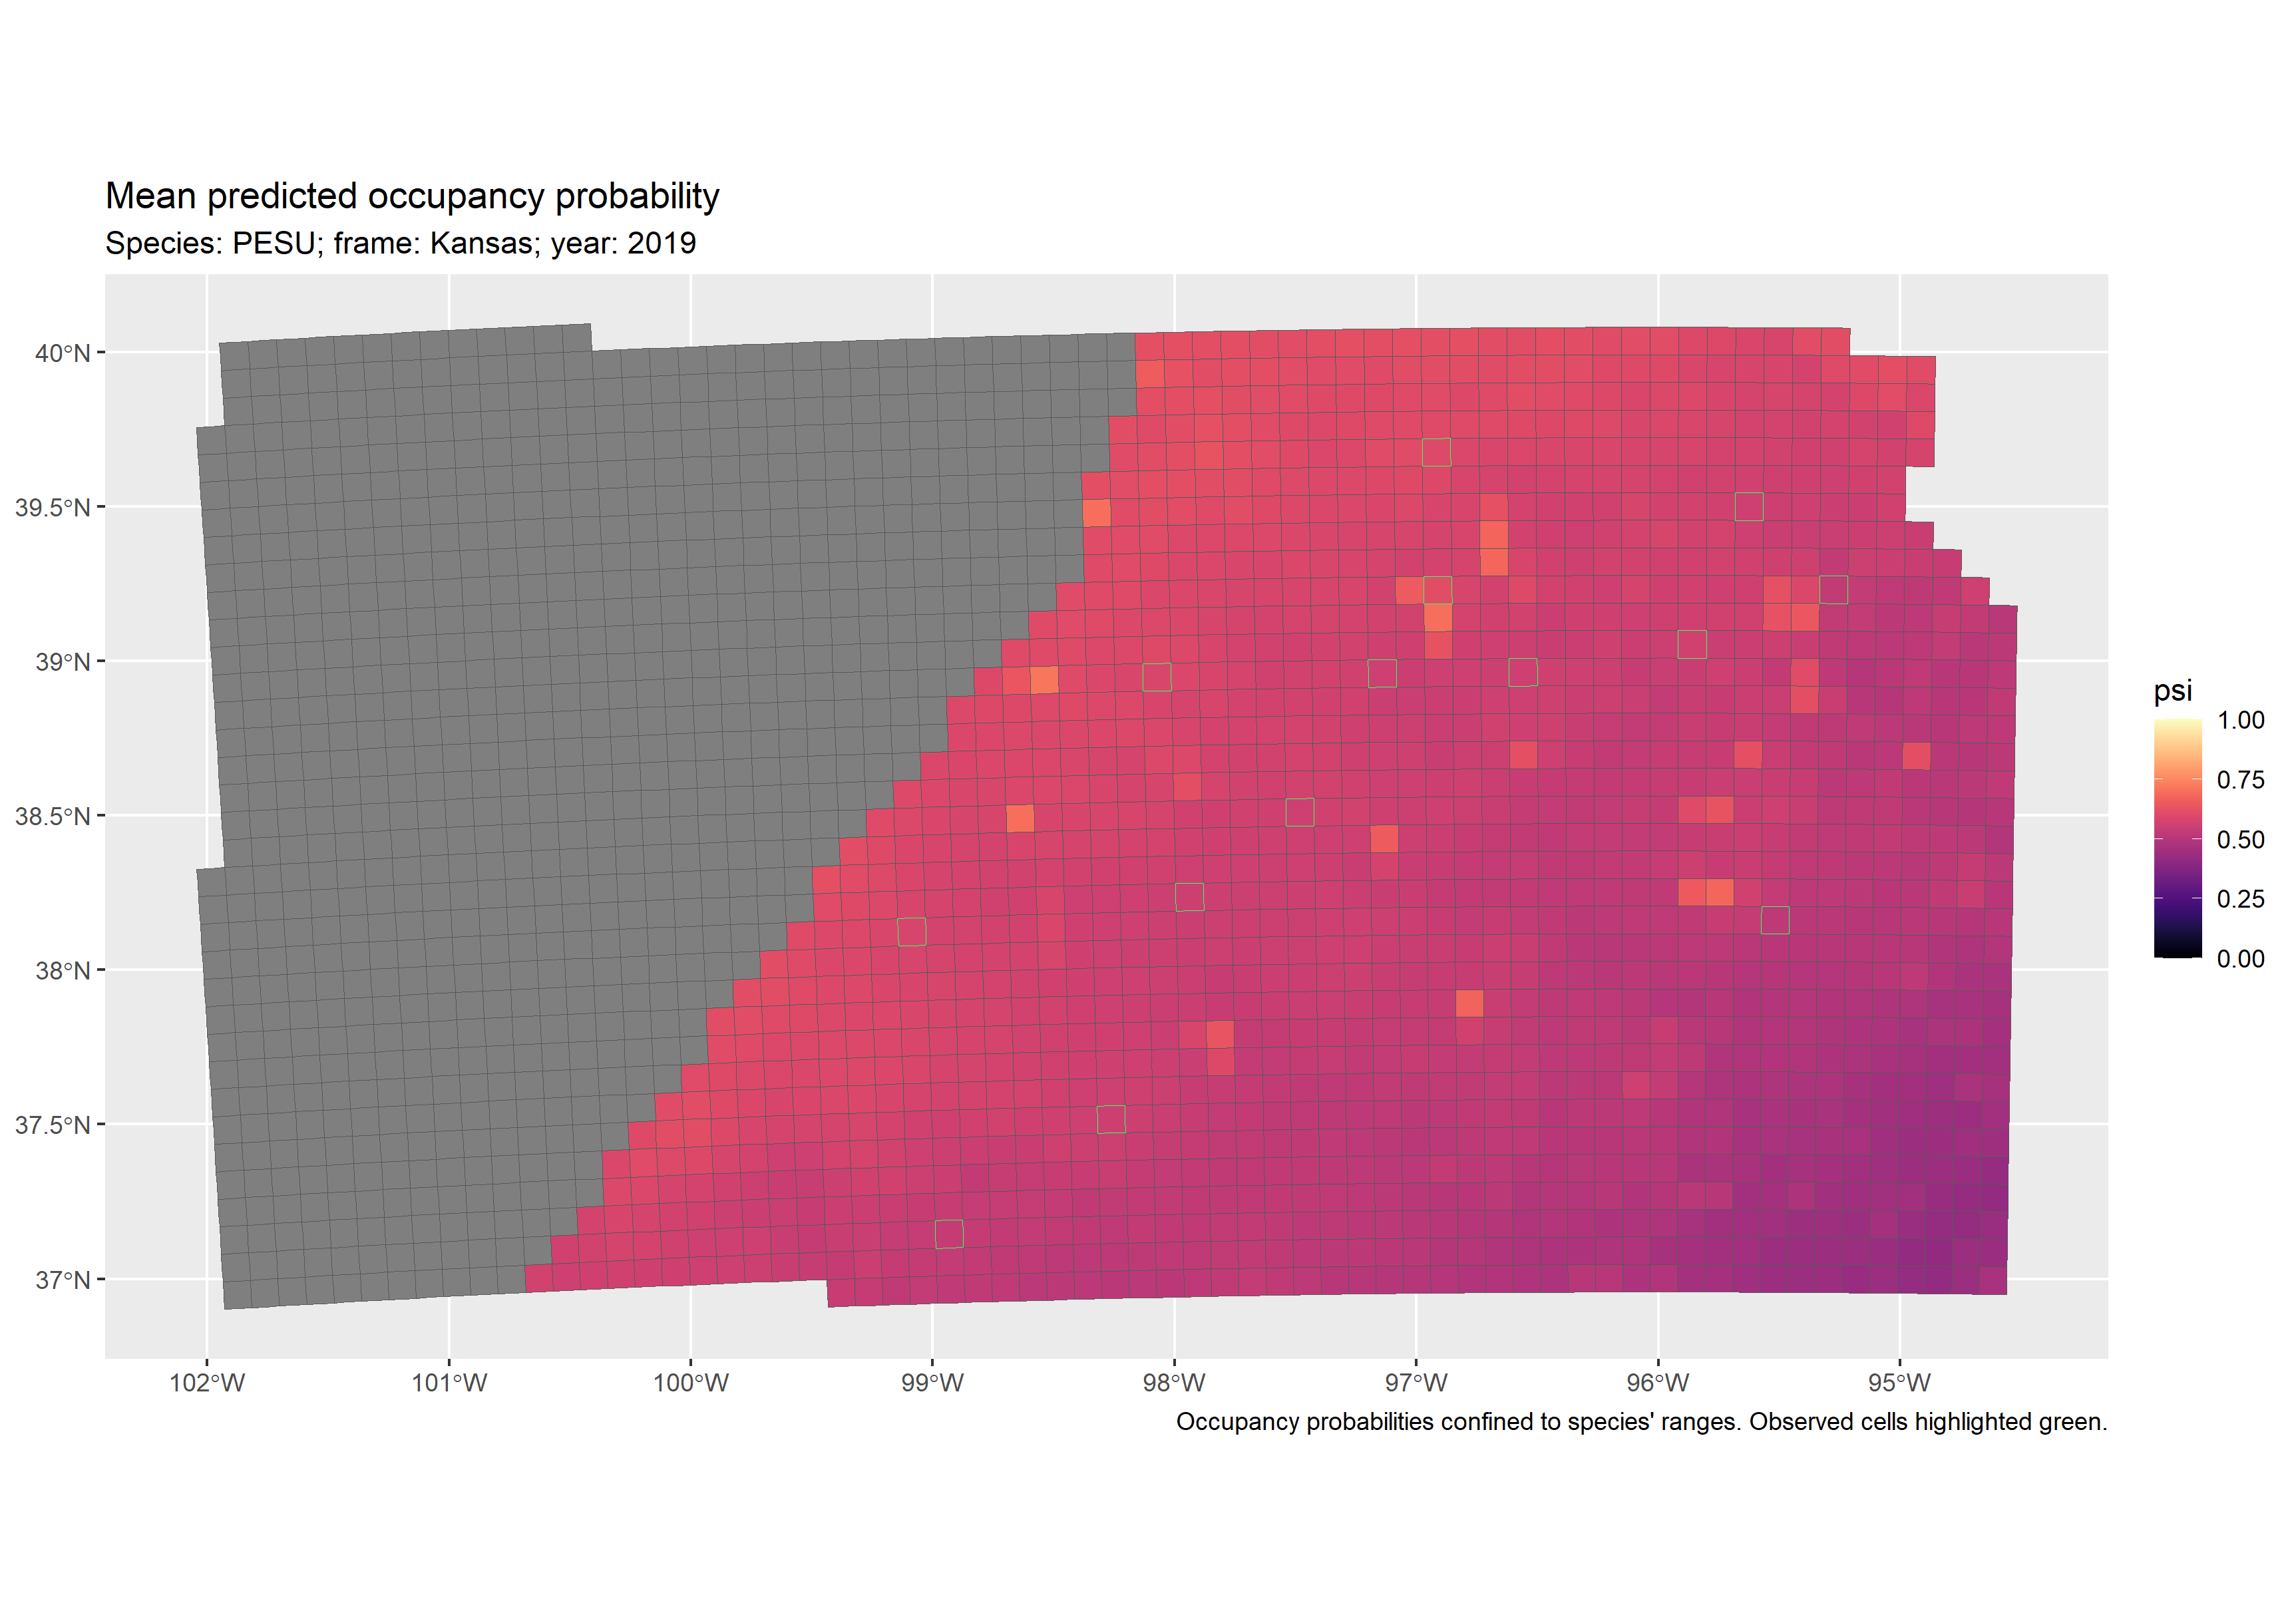 Mean predicted occupancy probability
Species: PESU; frame: Kansas; year: 2019
40°N
39.5°N
39°N
38.5°N
38°N
37.5°N
37°N
102°W
101°W
100°W
99°W
98°W
97°W
96°W
95°W
psi
1.00
0.75
0.50
0.25
0.00
Occupancy probabilities confined to species' ranges. Observed cells highlighted green.